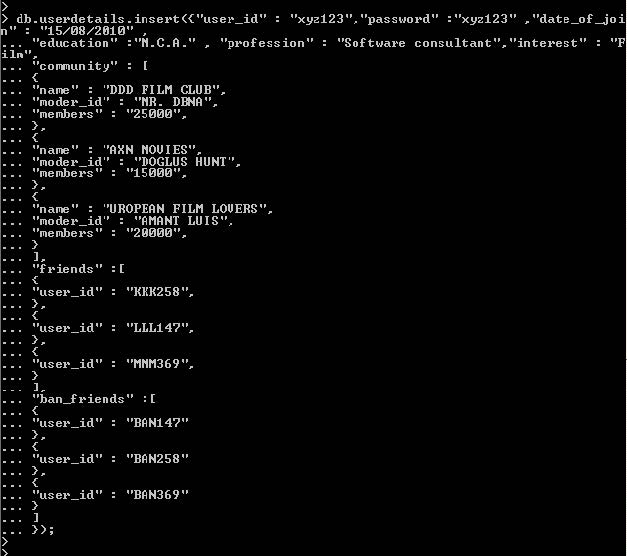 >
> db.userdetails.insert({"user_id" : "xyz123","password" :"xyz123" ,"date_of_joi
n" : "15/08/2010" ,
... "education" :"M.C.A." , "profession" : "Software consultant","interest" : "F
ilm",
... "community" : [
... {
... "name" : "DDD FILM CLUB",
... "moder_id" : "MR. DBNA",
... "members" : "25000",
... },
... {
... "name" : "AXN MOVIES",
... "moder_id" : "DOGLUS HUNT",
... "members" : "15000",
... },
... {
... "name" : "UROPEAN FILM LOVERS",
... "moder_id" : "AMANT LUIS",
... "members" : "20000",
... }
... ],
... "friends" :[
... {
... "user_id" : "KKK258",
... },
... {
... "user_id" : "LLL147",
... },
... {
... "user_id" : "MMM369",
... }
... ],
... "ban_friends" :[
... {
... "user_id" : "BAN147"
... },
... {
... "user_id" : "BAN258"
... },
... {
... "user_id" : "BAN369"
... }
... ]
... });
>
>